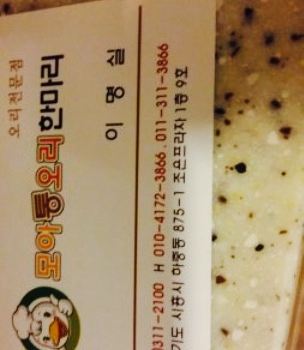 오리전문점
모아통오리한마리
이 명 실
311-2100 H 010-4172-3866 . 011-311-3866
기도 시흥시 하중동 875-1 조은프라자 1층 9호